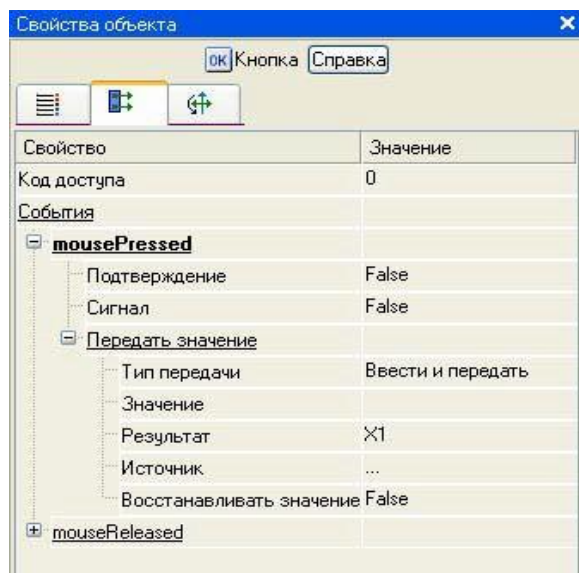 Свойства объекта
OK Кнопка Справка
Свойство Значение
Код доступа 0
События
mousePressed
Подтверждение False
Сигнал False
Передать значение
Тип передачи Ввести и передать
Значение
Результат X1
Источник ...
Восстанавливать значение False
mouseReleased